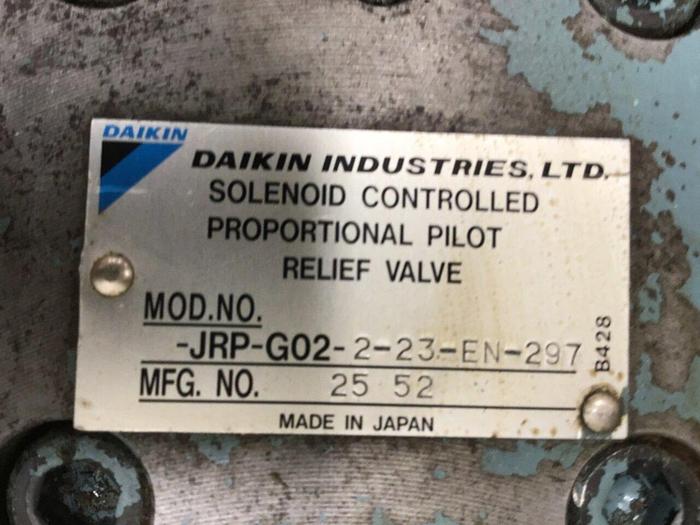 DAIKIN
DAIKIN INDUSTRIES, LTD.
SOLENOID CONTROLLED
PROPORTIONAL PILOT
RELIEF VALVE
MOD.NO.
-JRP-G02-2-23-EN-297
MFG. NO. 25 52
MADE IN JAPAN
B428